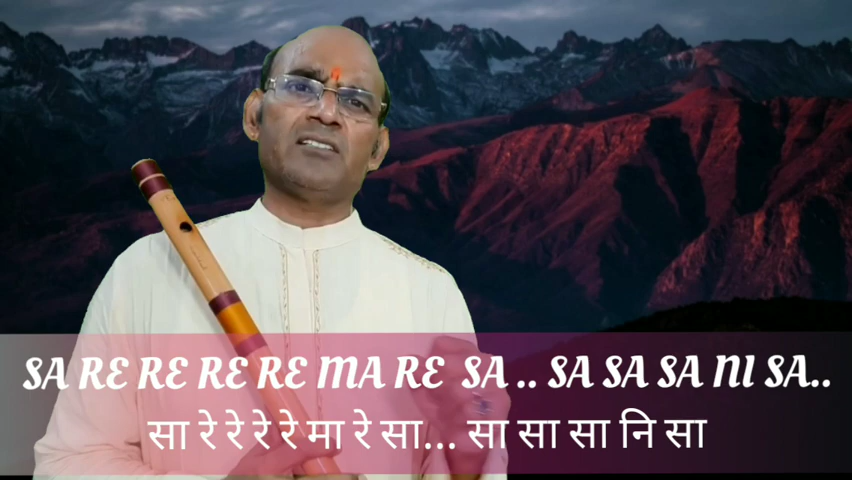 SA RE RE RE RE MA RE SA .. SA SA SA NI SA..
सा रे रे रे रे मा रे सा... सा सा सा नि सा